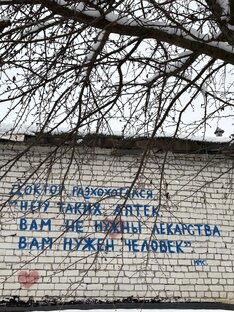 ДОКТОР РАЗХОХОТАЛСЯ
"НЕТУ ТАКИХ АПТЕК
ВАМ НЕ НУЖНЫ ЛЕКАРСТВА
ВАМ НУЖЕН ЧЕЛОВЕК"